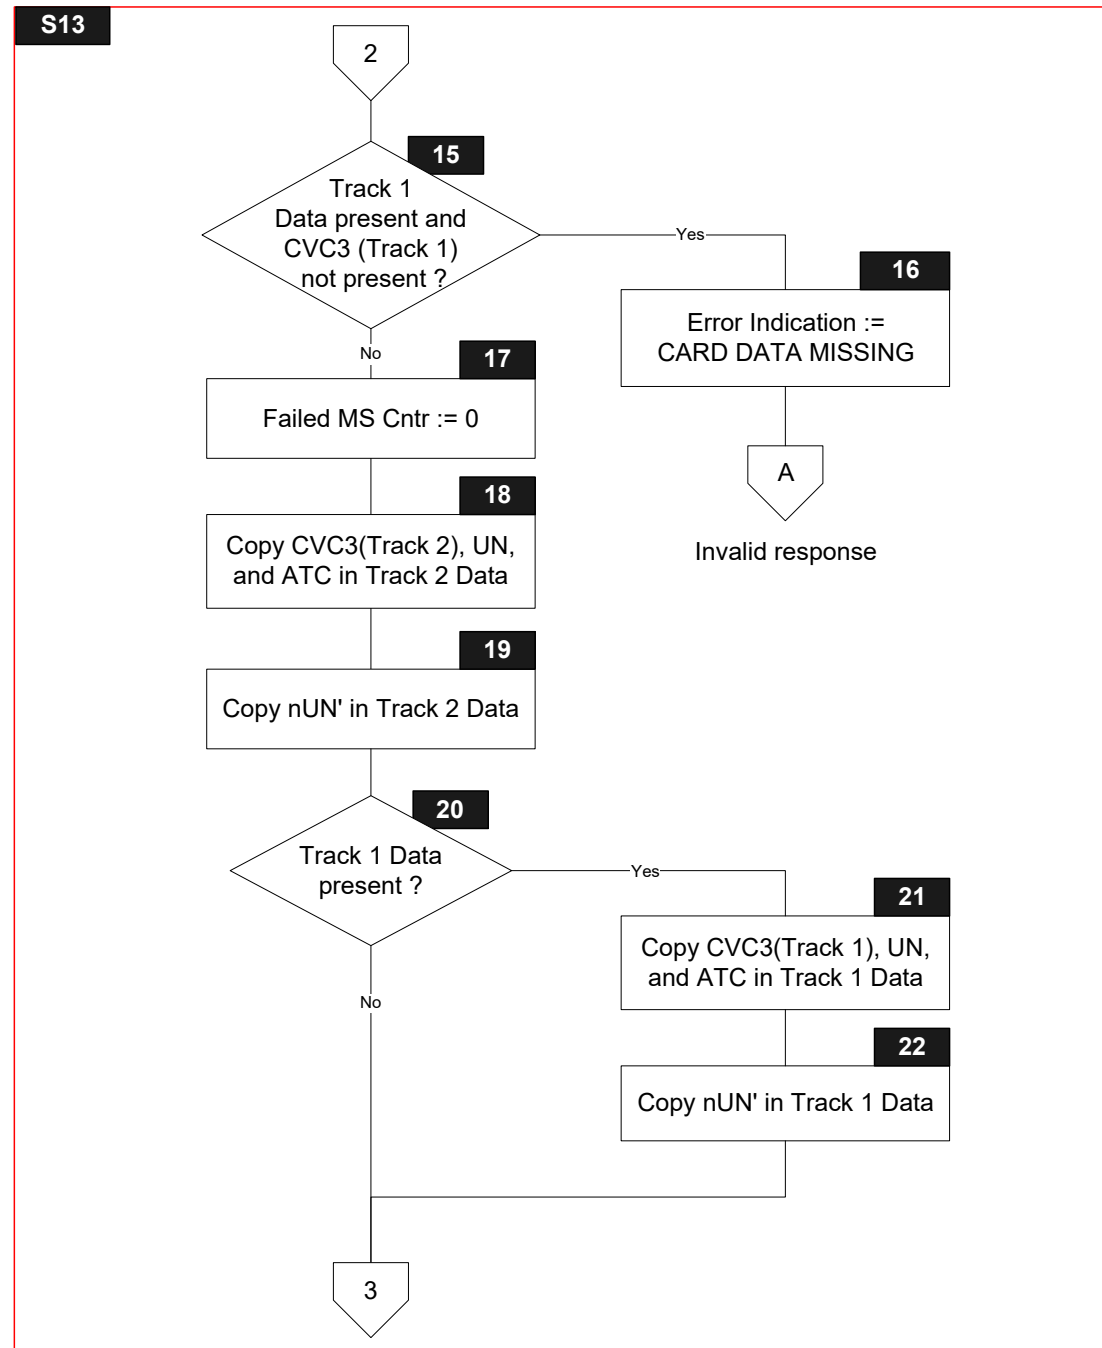 S13
2
15
Track 1
Data present and
CVC3 (Track 1)
not present ?
Yes
16
Error Indication :=
CARD DATA MISSING
A
Invalid response
No
17
Failed MS Cntr := 0
18
Copy CVC3(Track 2), UN,
and ATC in Track 2 Data
19
Copy nUN' in Track 2 Data
20
Track 1 Data
present ?
Yes
21
Copy CVC3(Track 1), UN,
and ATC in Track 1 Data
22
Copy nUN' in Track 1 Data
No
3